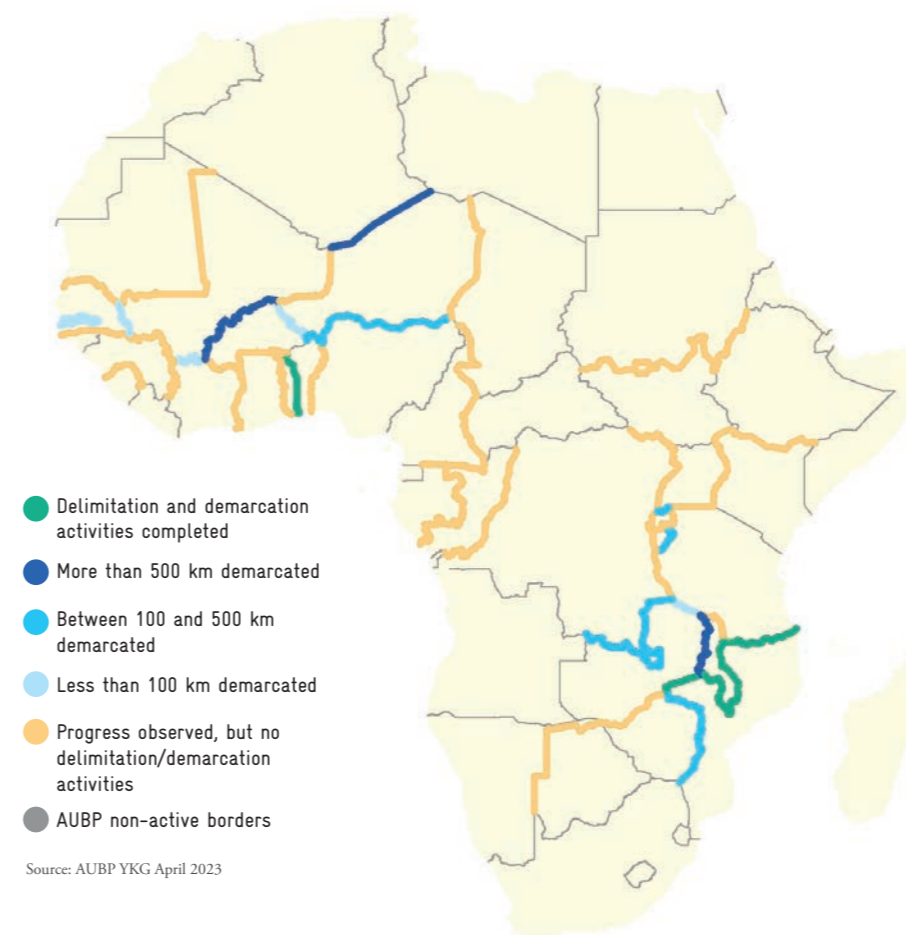 Delimitation and demarcation
activities completed
More than 500 km demarcated
Between 100 and 500 km
demarcated
Less than 100 km demarcated
Progress observed, but no
delimitation/demarcation
activities
AUBP non-active borders
Source: AUBP YKG April 2023